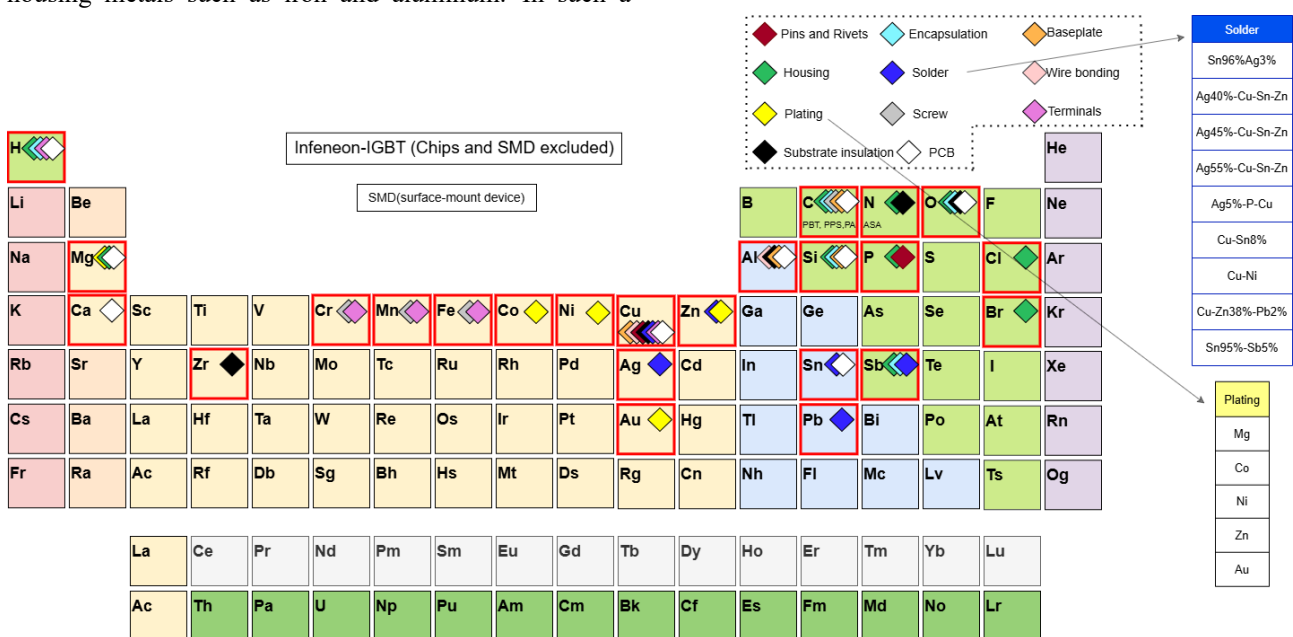 housing metals such as iron and aluminum. In such a
Pins and Rivets Encapsulation Baseplate
Housing Solder Wire bonding
Plating Screw Terminals
Substrate insulation PCB
Infeneon-IGBT (Chips and SMD excluded)
SMD(surface-mount device)
H He
Li Be B C N O F Ne
PBT, PPS,PA ASA
Na Mg Al Si P S Cl Ar
K Ca Sc Ti V Cr Mn Fe Co Ni Cu Zn Ga Ge As Se Br Kr
Rb Sr Y Zr Nb Mo Tc Ru Rh Pd Ag Cd In Sn Sb Te I Xe
Cs Ba La Hf Ta W Re Os Ir Pt Au Hg Tl Pb Bi Po At Rn
Fr Ra Ac Rf Db Sg Bh Hs Mt Ds Rg Cn Nh Fl Mc Lv Ts Og
La Ce Pr Nd Pm Sm Eu Gd Tb Dy Ho Er Tm Yb Lu
Ac Th Pa U Np Pu Am Cm Bk Cf Es Fm Md No Lr
Solder
Sn96%Ag3%
Ag40%-Cu-Sn-Zn
Ag45%-Cu-Sn-Zn
Ag55%-Cu-Sn-Zn
Ag5%-P-Cu
Cu-Sn8%
Cu-Ni
Cu-Zn38%-Pb2%
Sn95%-Sb5%
Plating
Mg
Co
Ni
Zn
Au